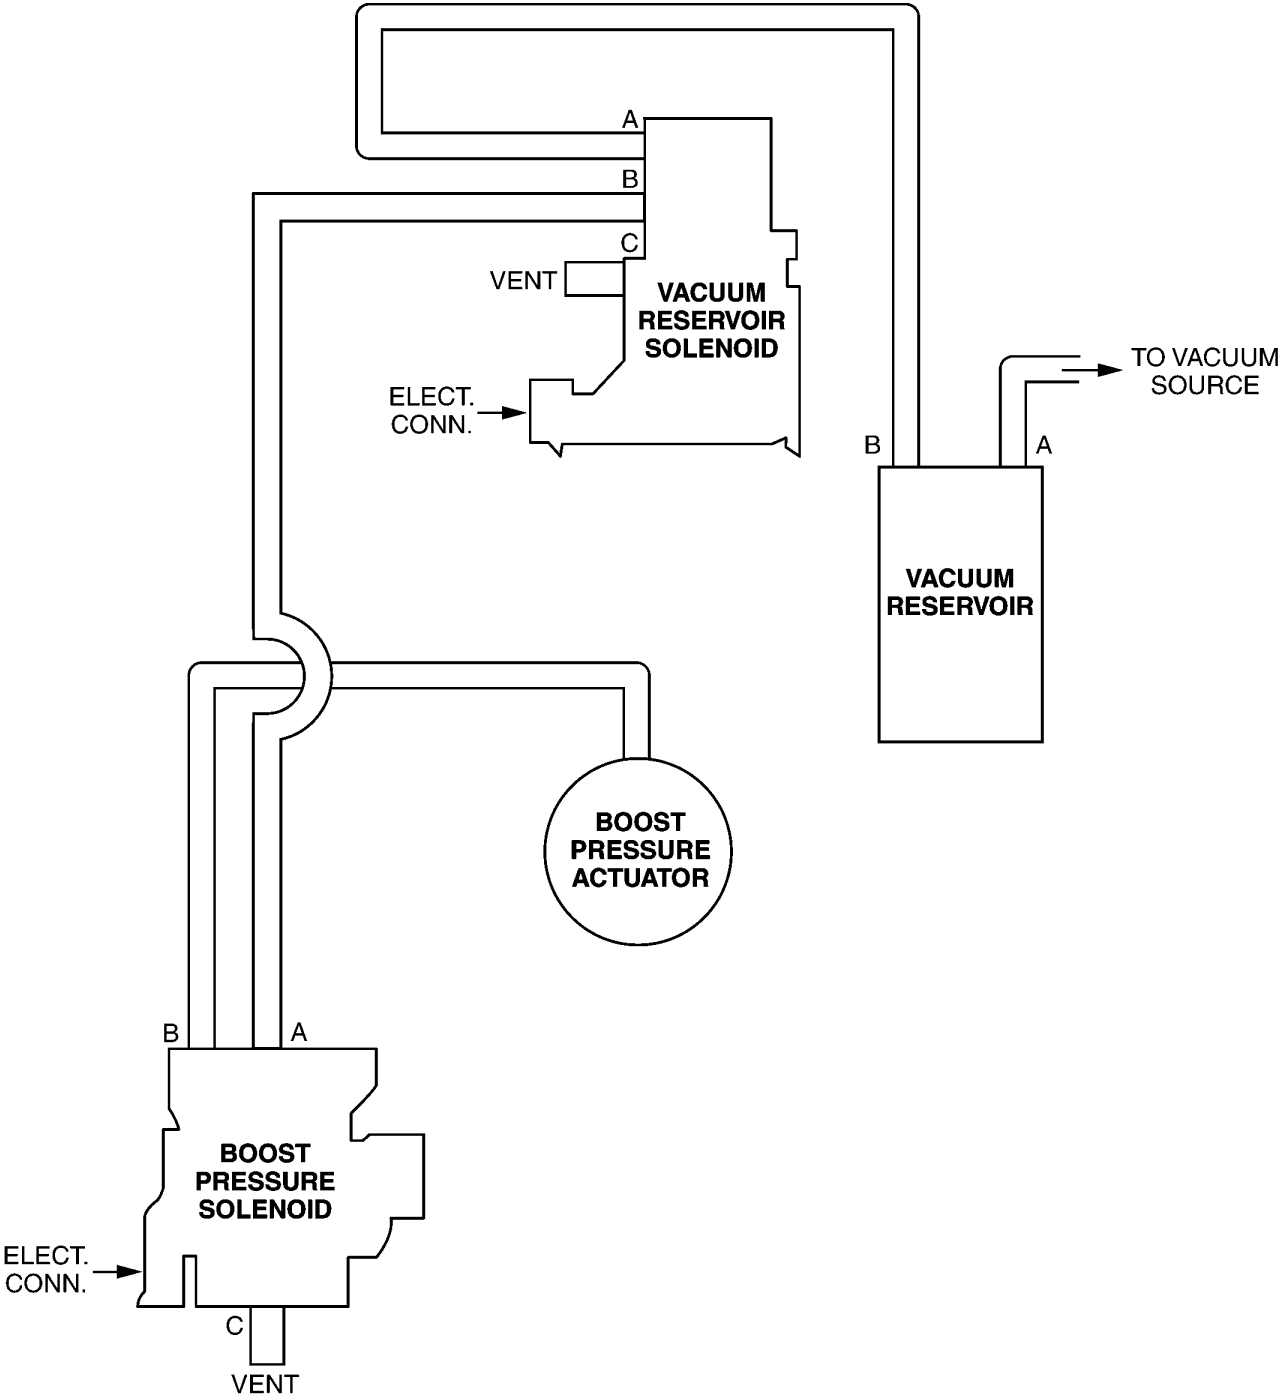 A
B
C
VENT
VACUUM
RESERVOIR
SOLENOID
ELECT.
CONN.
TO VACUUM
SOURCE
B
A
VACUUM
RESERVOIR
BOOST
PRESSURE
ACTUATOR
B
A
BOOST
PRESSURE
SOLENOID
ELECT.
CONN.
C
VENT